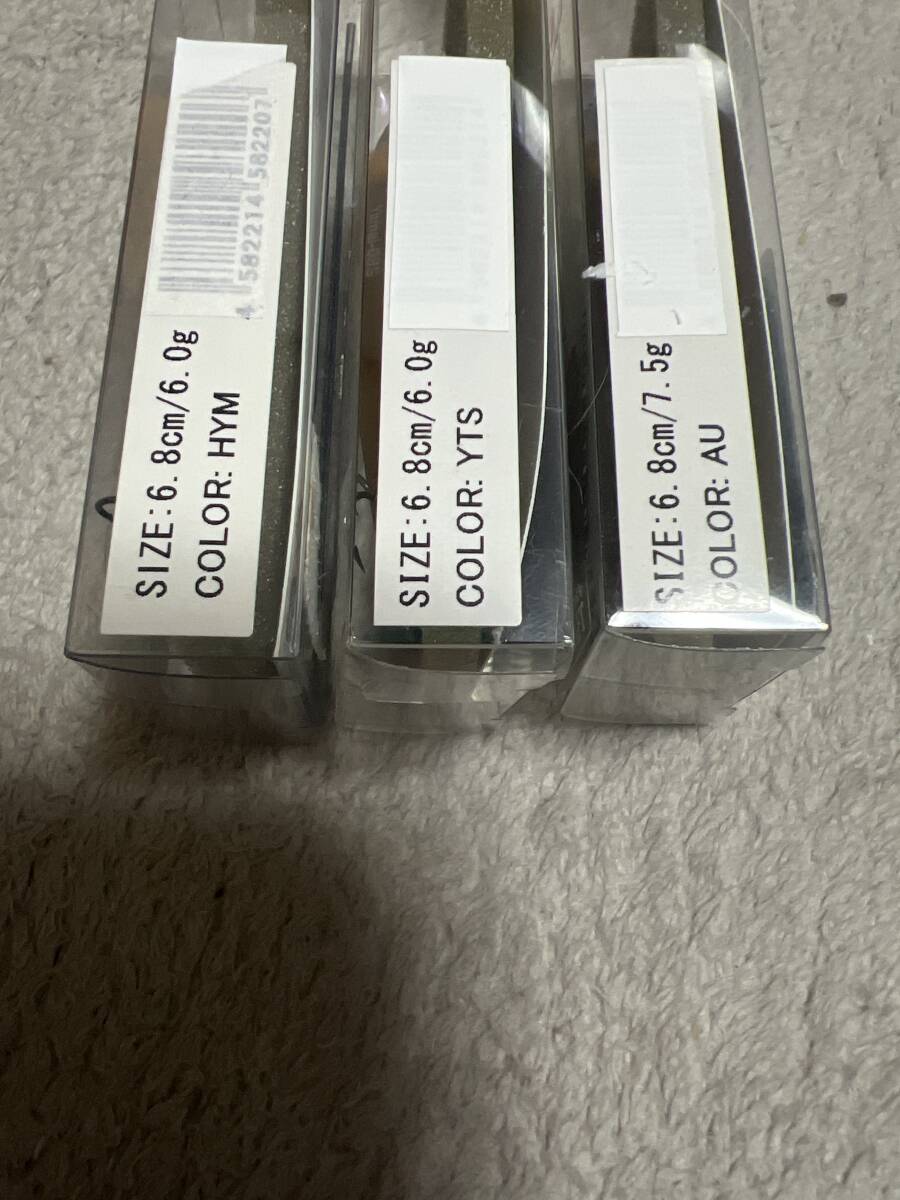 4 582214 582207
SIZE:6.8cm/6.0g
COLOR: HYM
SIZE:6.8cm/6.0g
COLOR: YTS
SIZE:6.8cm/7.5g
COLOR: AU